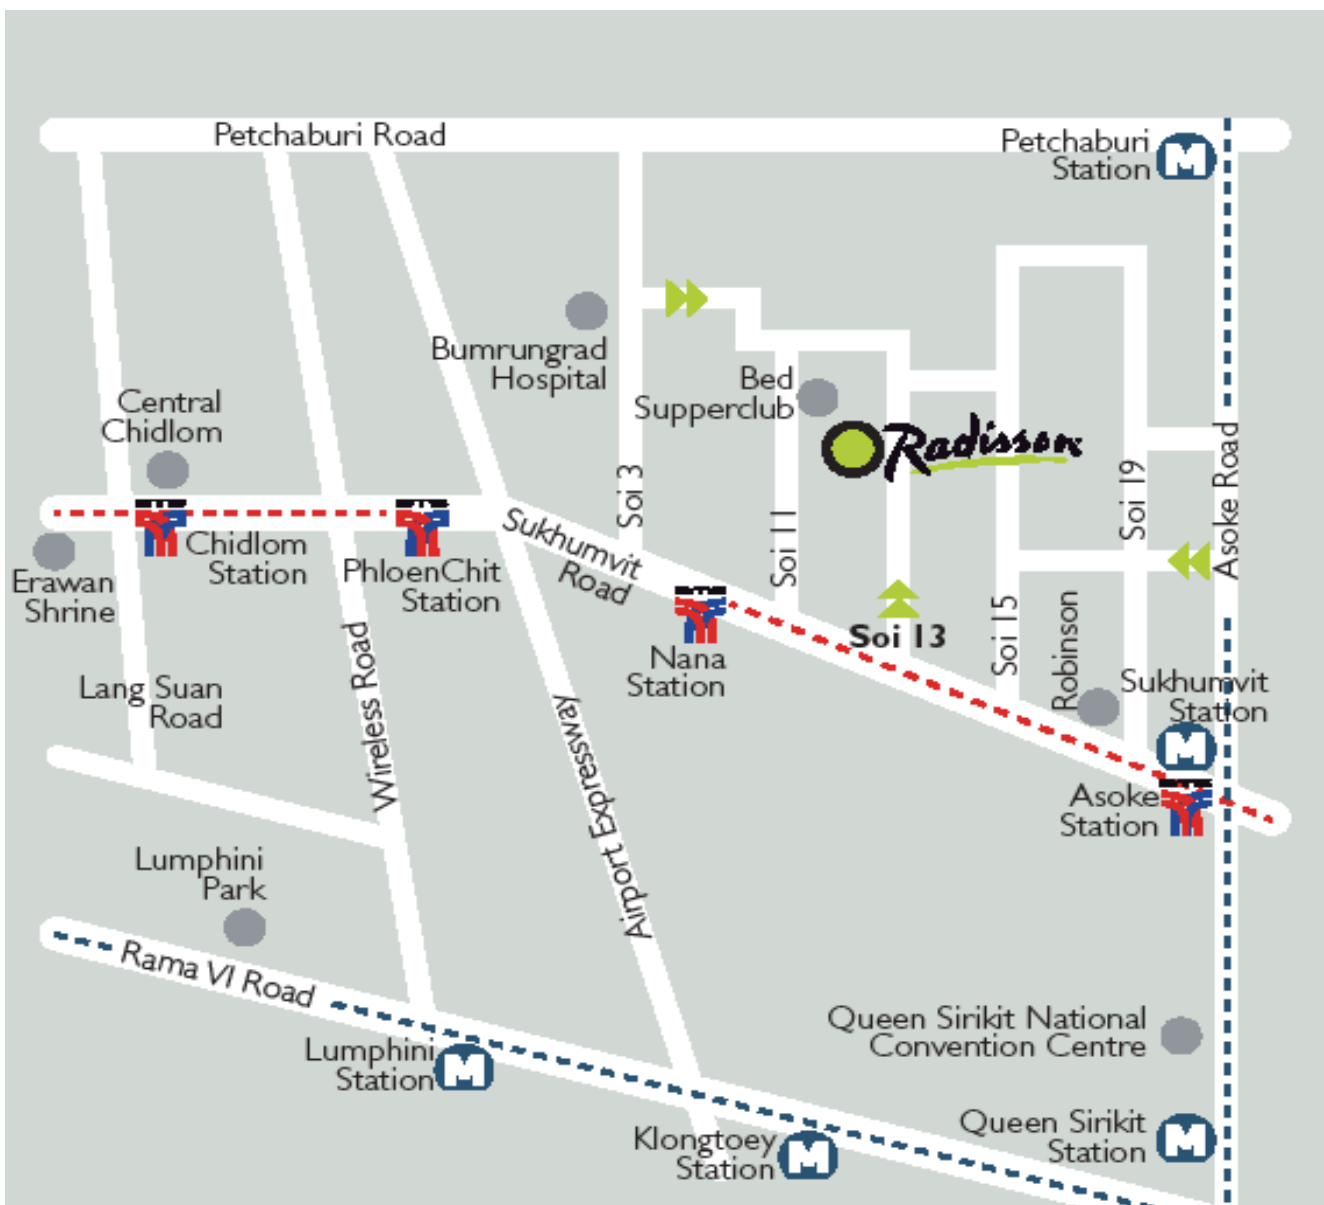 Petchaburi Road
Petchaburi
Station
M
Bumrungrad
Hospital
Bed
Supperclub
Central
Chidlom
Radisson
Soi 3
Soi 11
Soi 19
Asoke Road
Sukhumvit
Road
Chidlom
Station
PhloenChit
Station
Erawan
Shrine
Nana
Station
Soi 13
Soi 15
Robinson
Sukhumvit
Station
M
Lang Suan
Road
Wireless Road
Airport Expressway
Asoke
Station
Lumphini
Park
Rama VI Road
Lumphini
Station
M
Queen Sirikit National
Convention Centre
Queen Sirikit
Station
M
Klongtoey
Station
M